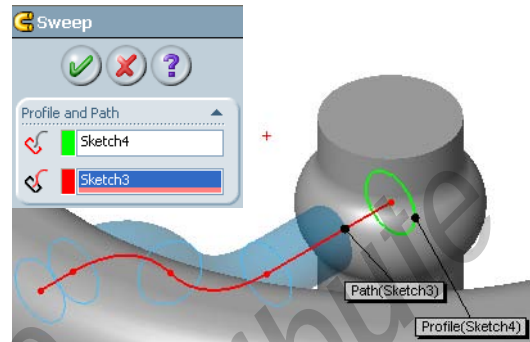 Sweep
?
Profile and Path
Sketch4
Sketch3
Path(Sketch3)
Profile(Sketch4)